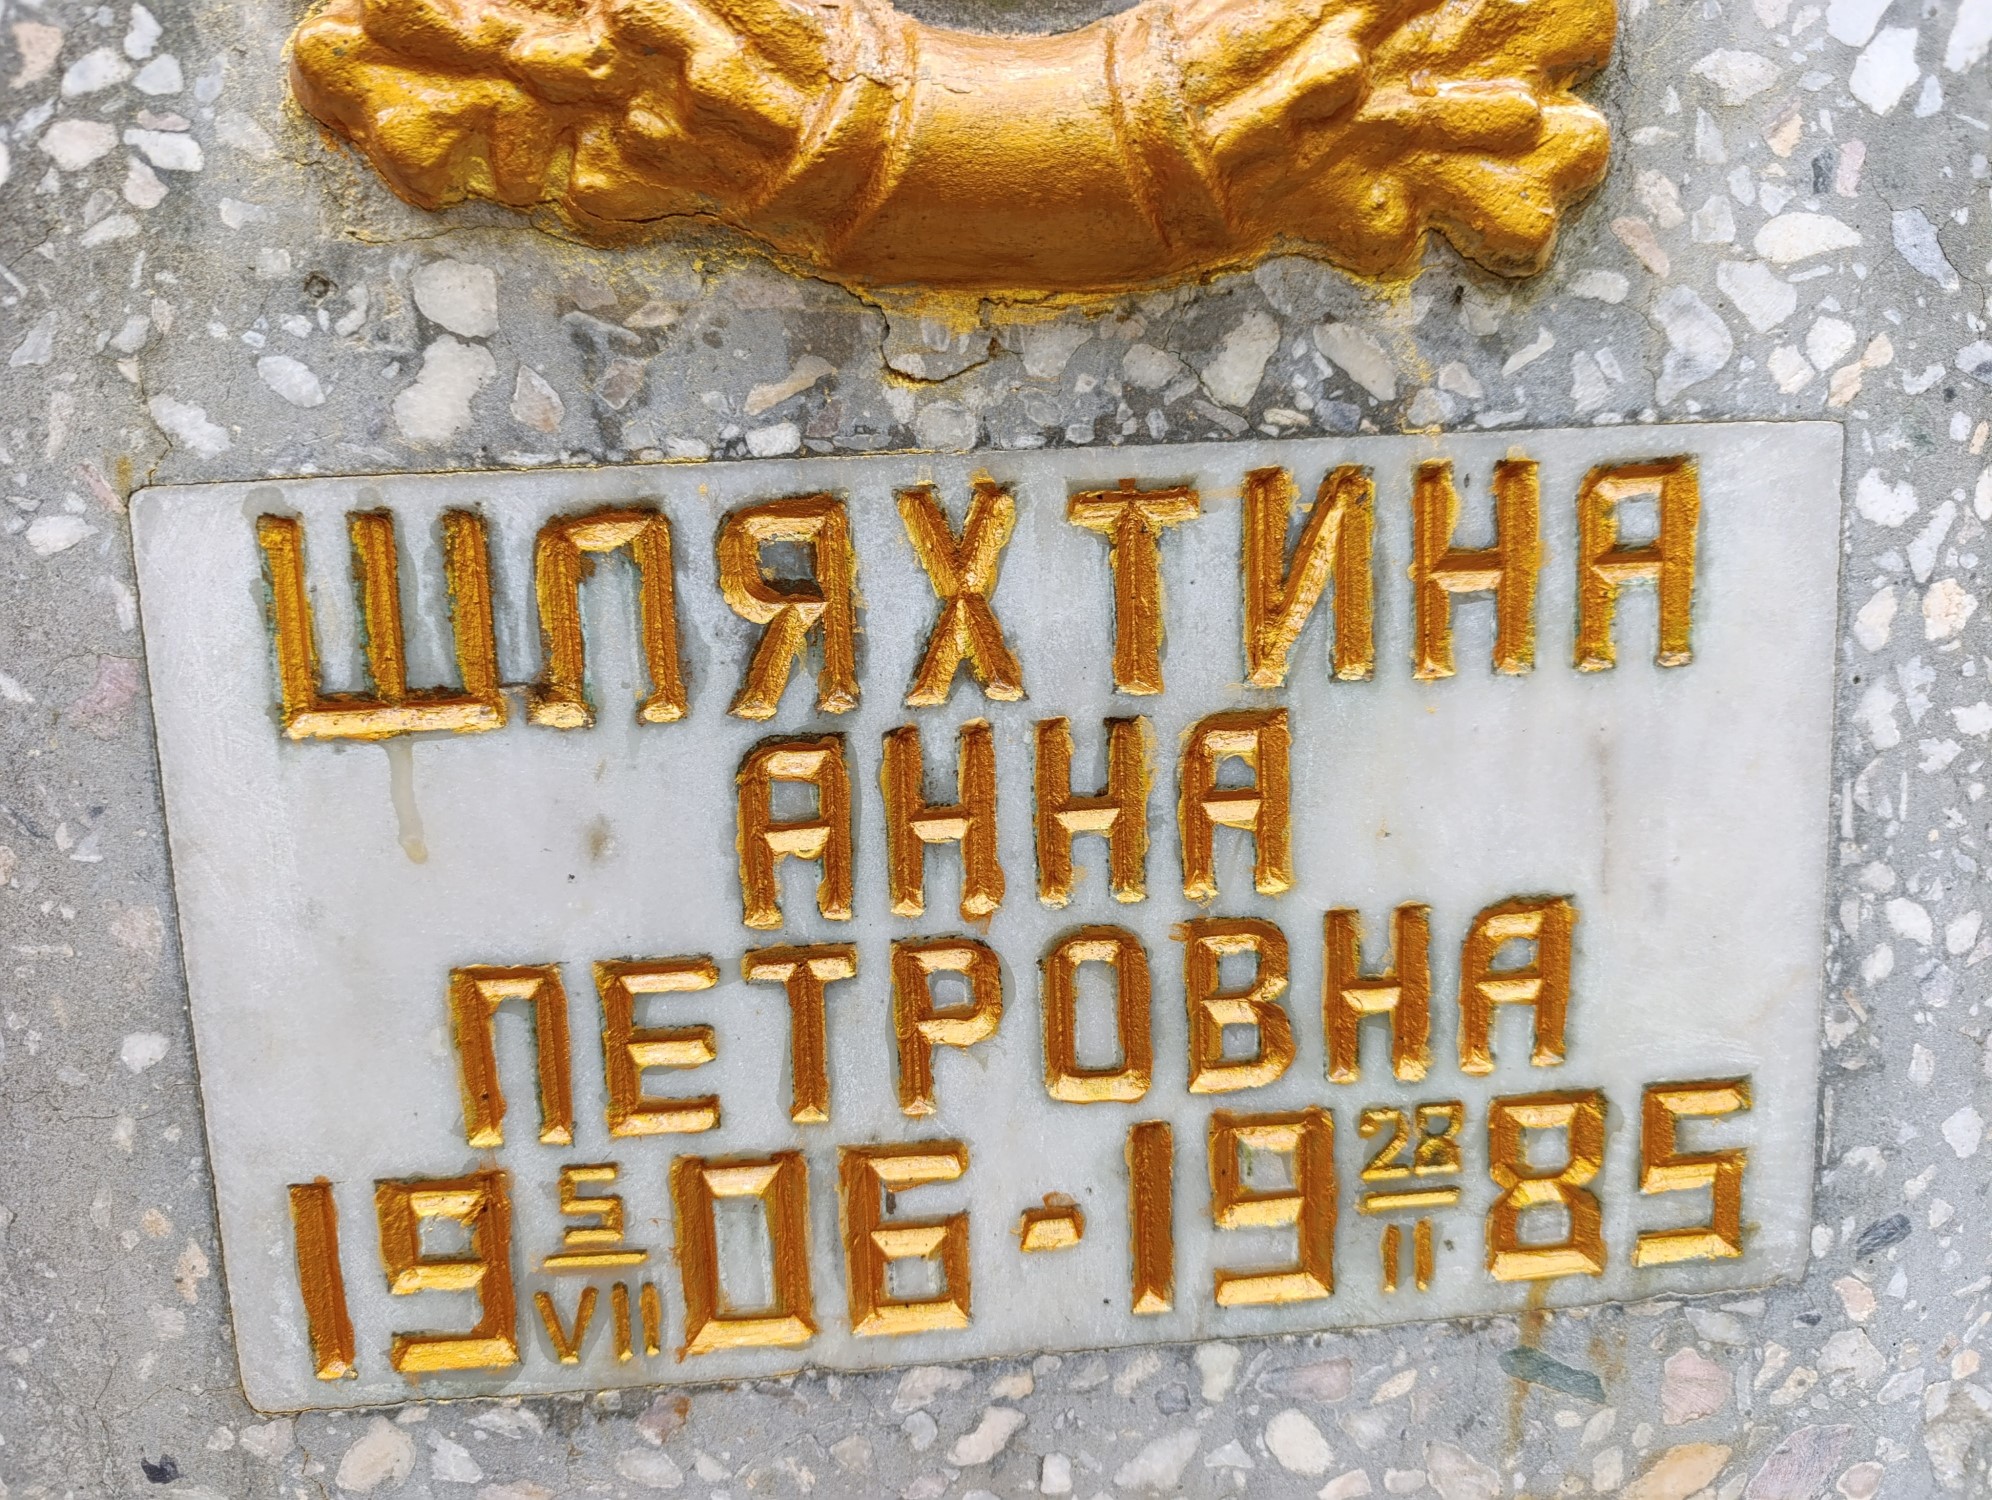 ШЛЯХТИНА
АННА
ПЕТРОВНА
19 5/VII 06 - 19 28/II 85